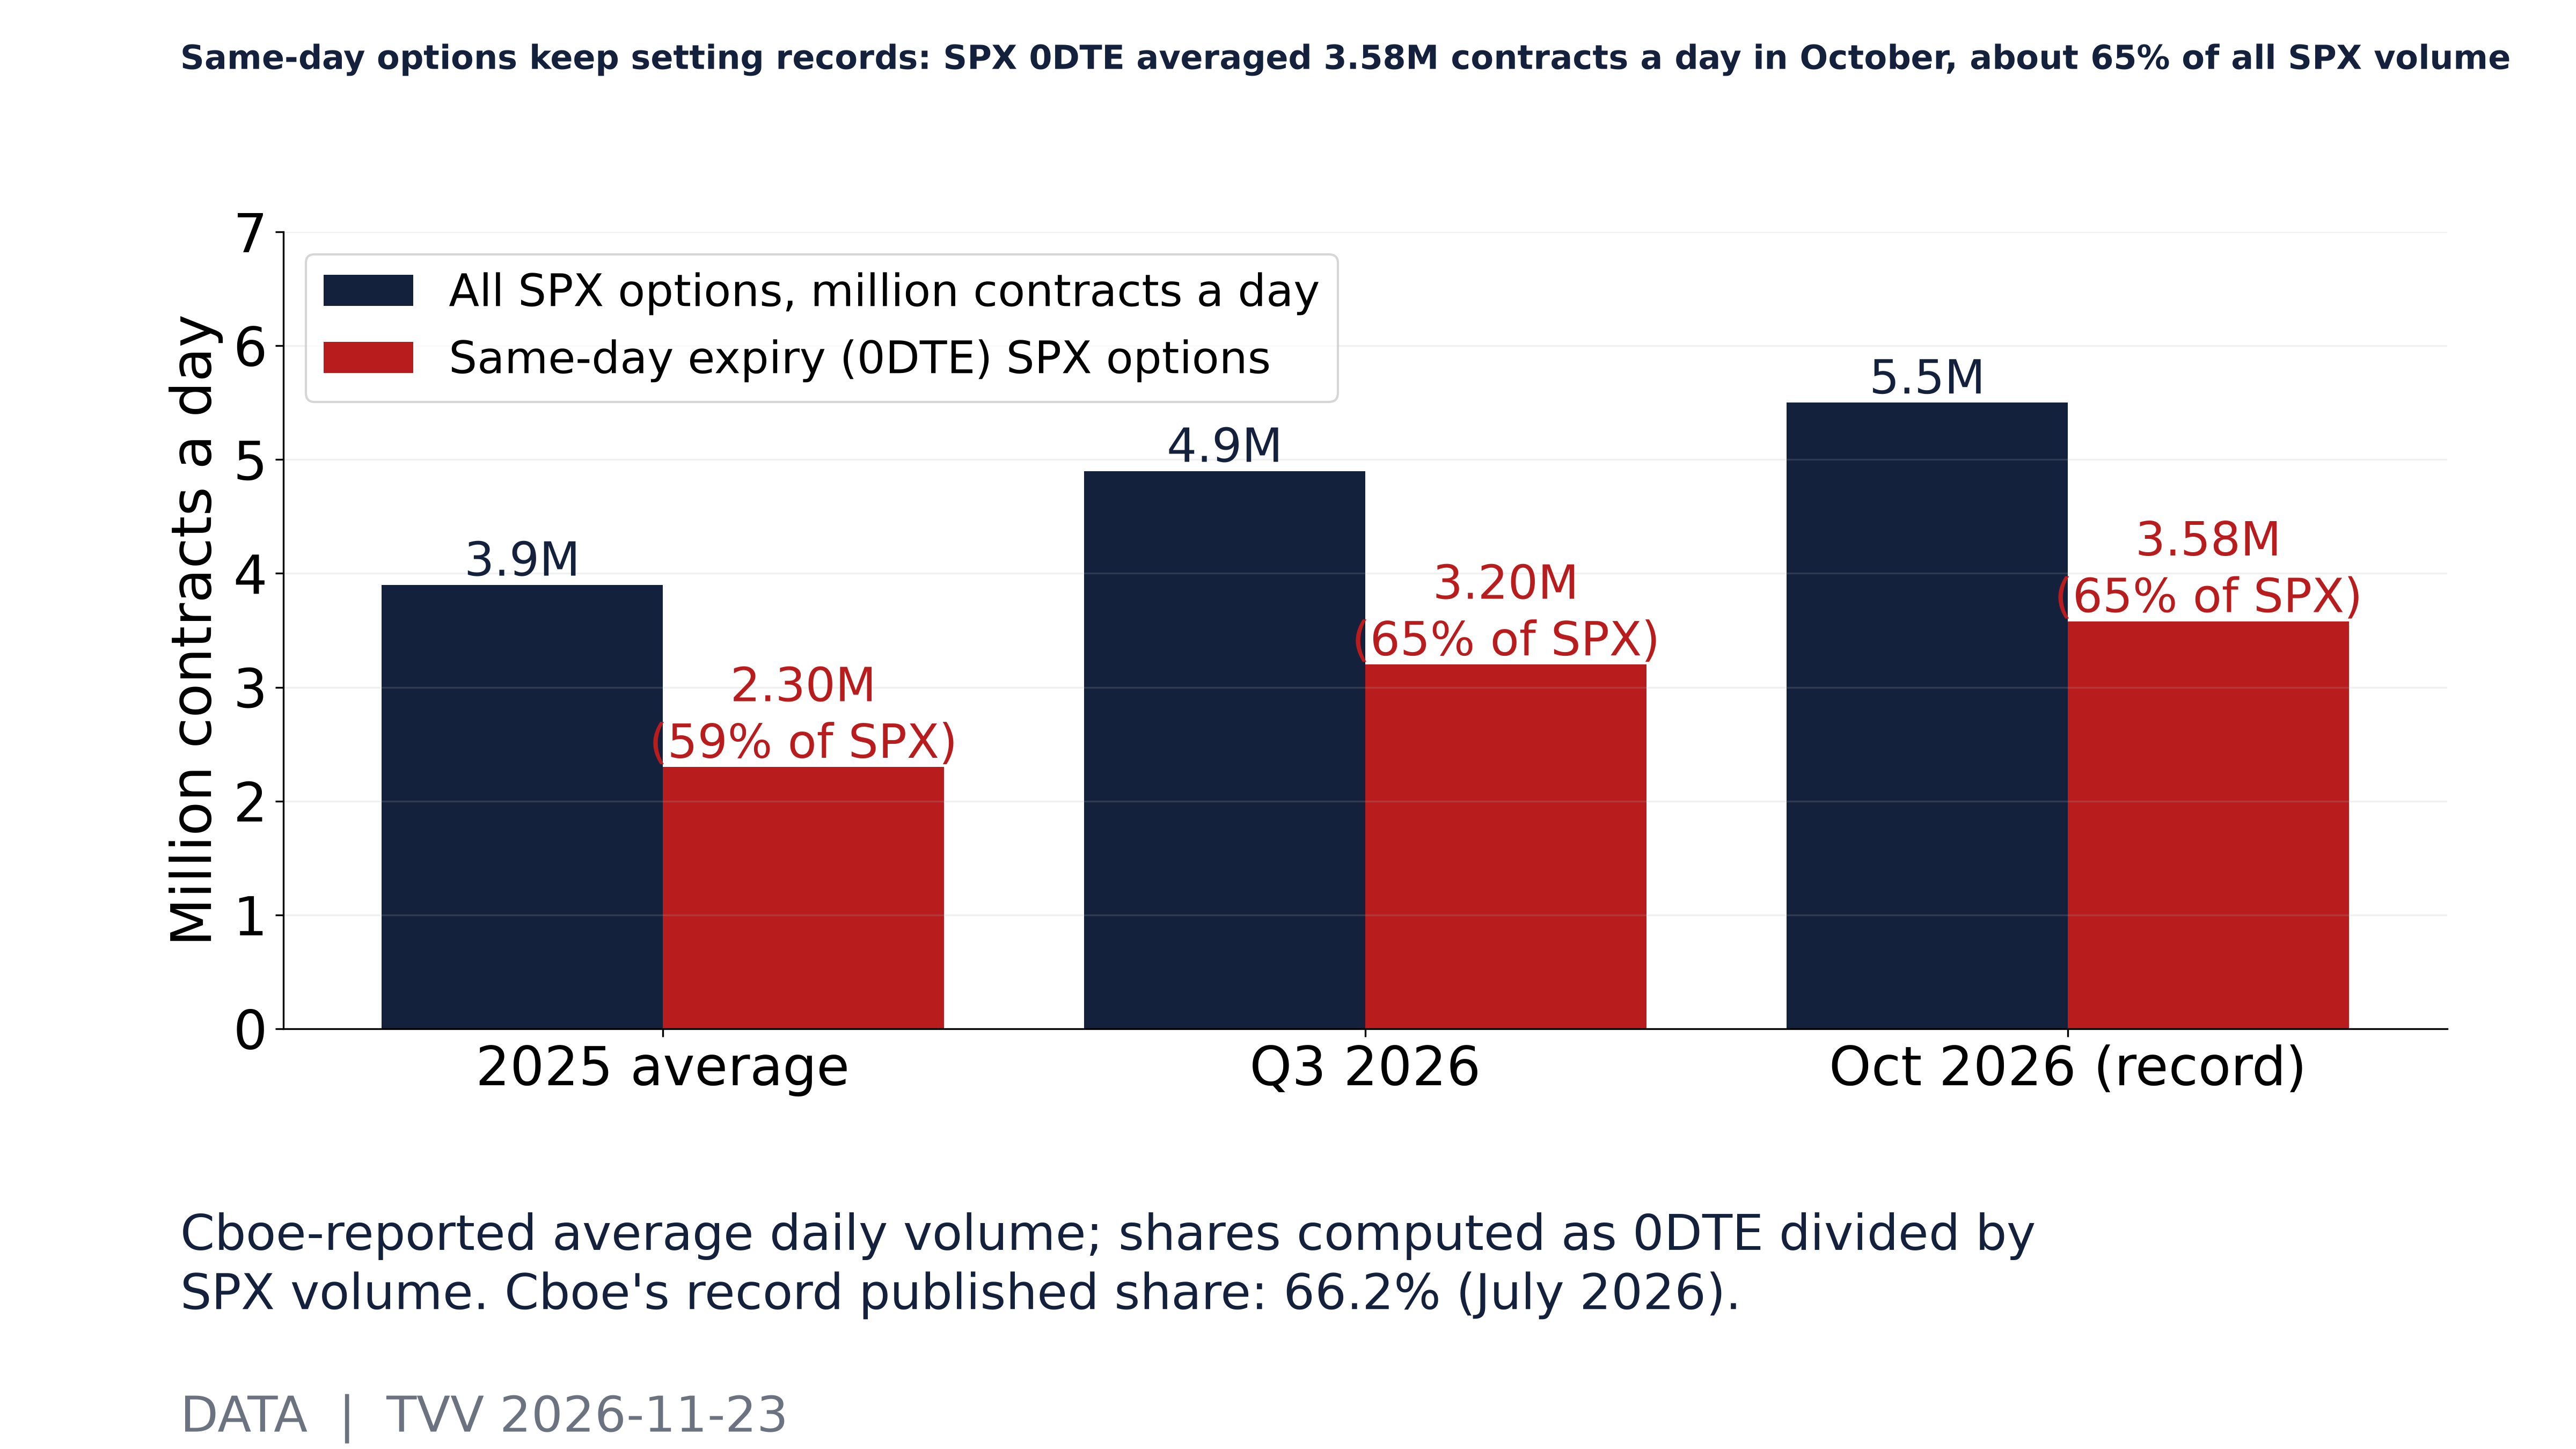 Same-day options keep setting records: SPX 0DTE averaged 3.58M contracts a day in October, about 65% of all SPX volume
Million contracts a day
7
6
5
4
3
2
1
0
All SPX options, million contracts a day
Same-day expiry (0DTE) SPX options
3.9M
2.30M
(59% of SPX)
4.9M
3.20M
(65% of SPX)
5.5M
3.58M
(65% of SPX)
2025 average
Q3 2026
Oct 2026 (record)
Cboe-reported average daily volume; shares computed as 0DTE divided by
SPX volume. Cboe's record published share: 66.2% (July 2026).
DATA | TVV 2026-11-23